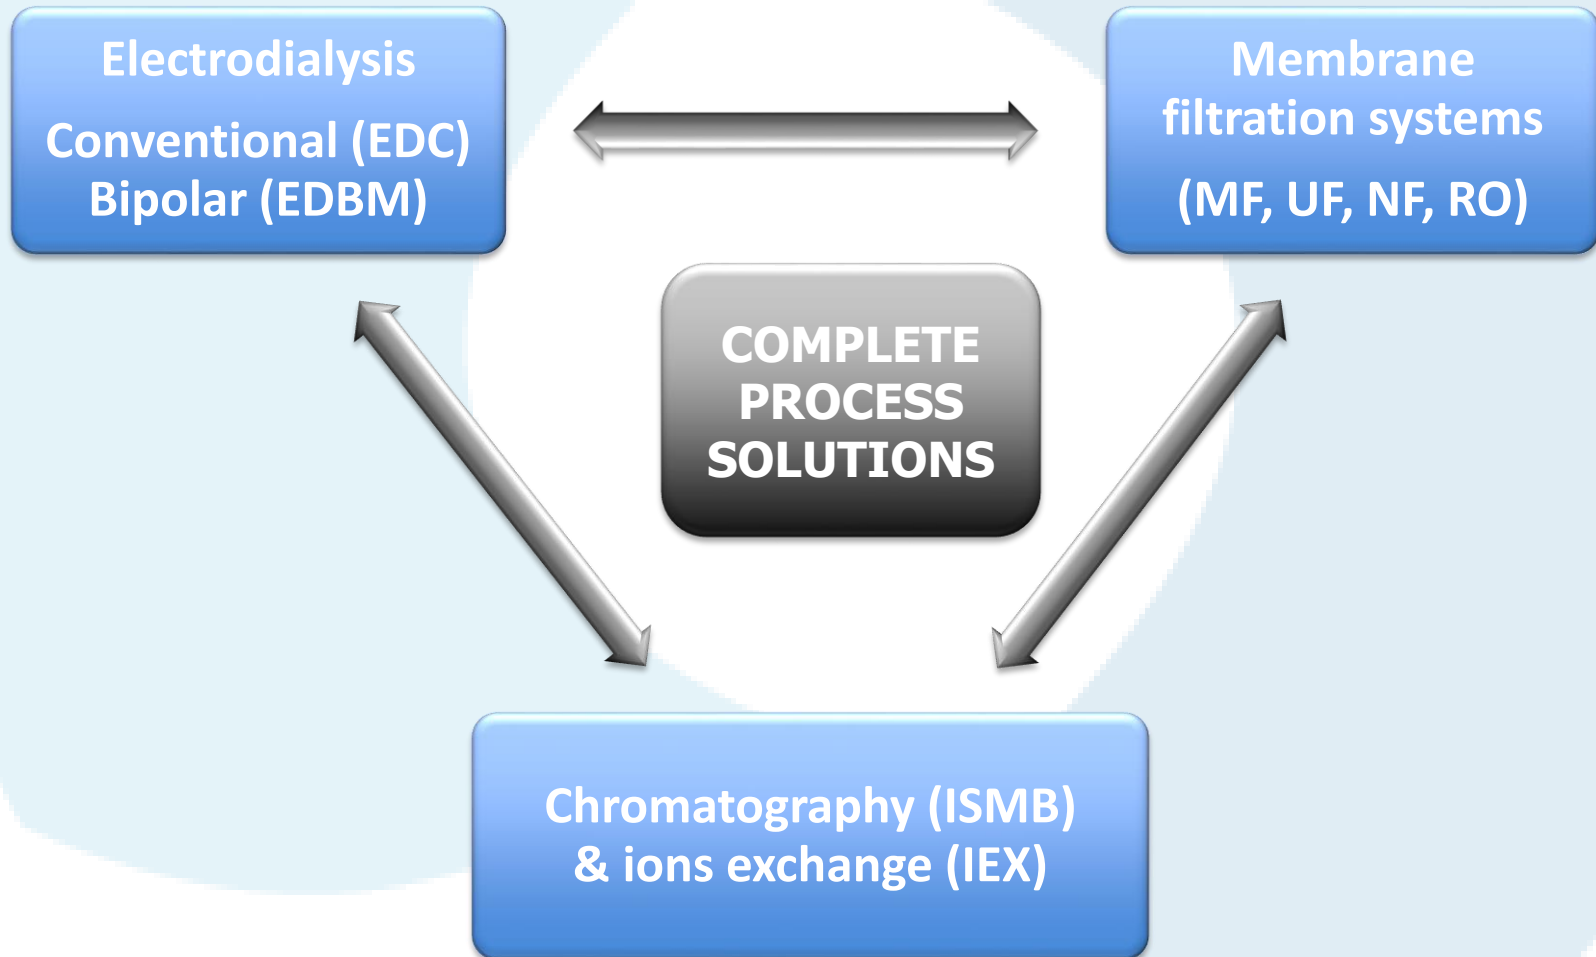 Electrodialysis
Conventional (EDC)
Bipolar (EDBM)
Membrane
filtration systems
(MF, UF, NF, RO)
COMPLETE
PROCESS
SOLUTIONS
Chromatography (ISMB)
& ions exchange (IEX)